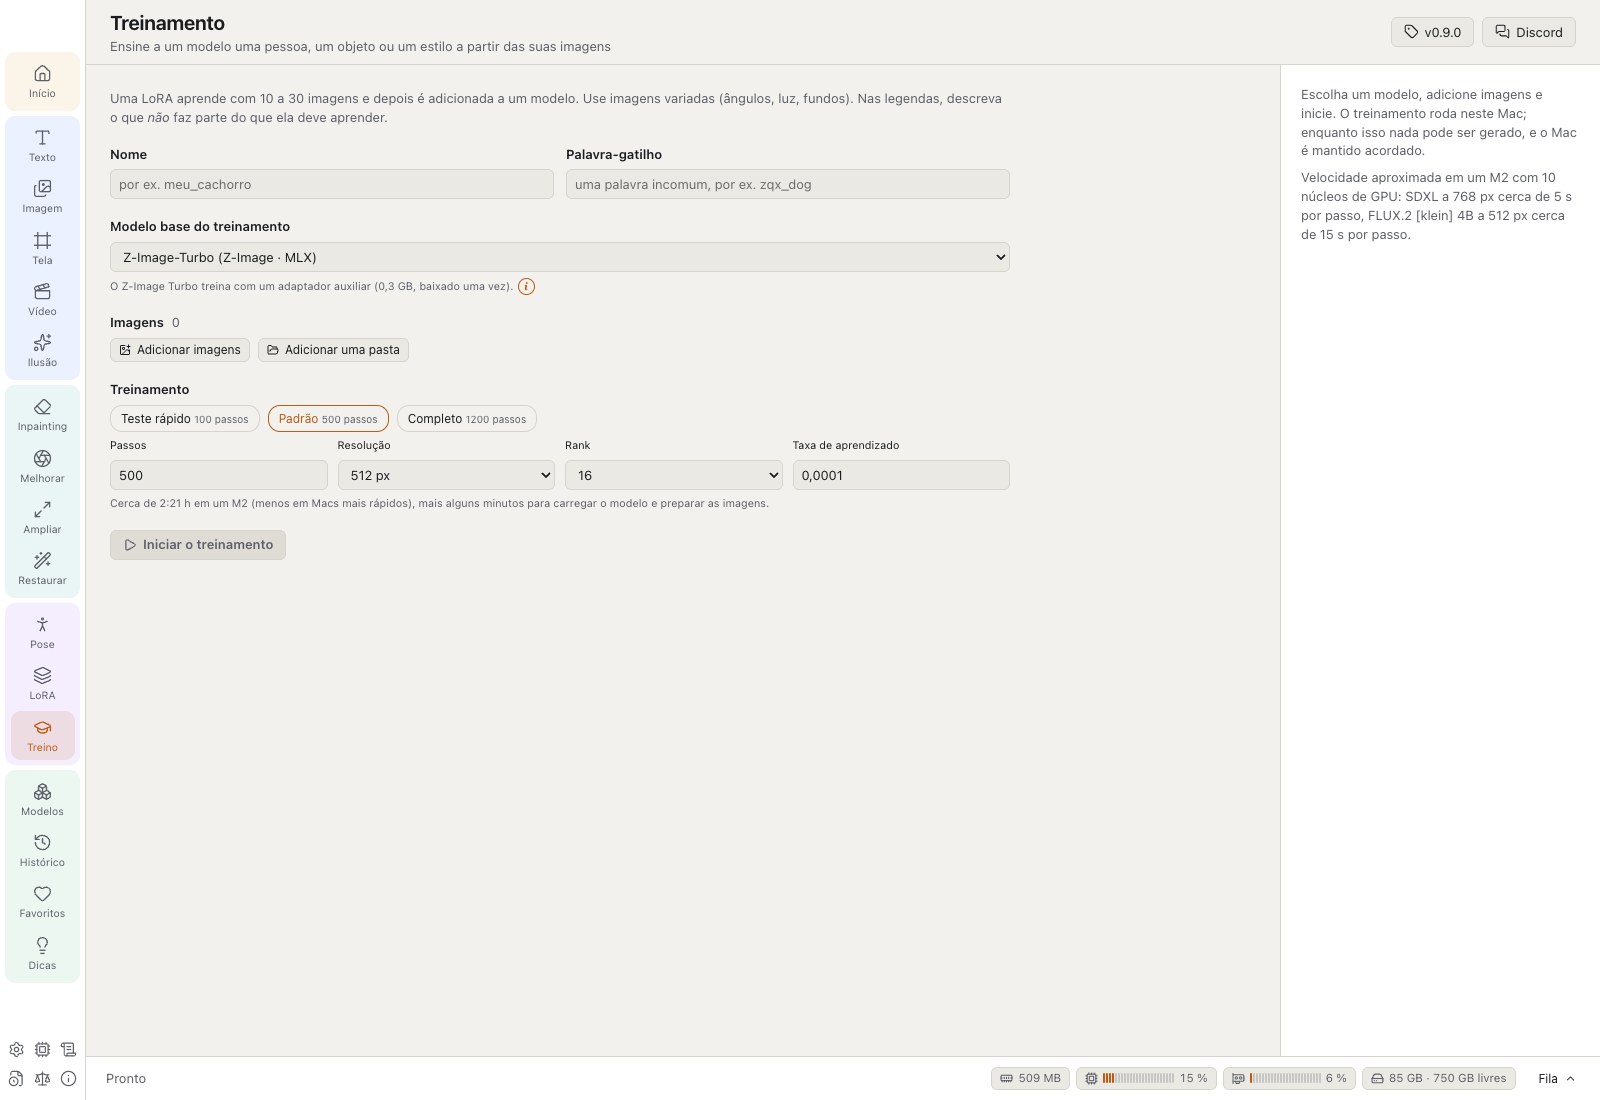 Treinamento
Ensine a um modelo uma pessoa, um objeto ou um estilo a partir das suas imagens
v0.9.0
Discord
Início
Texto
Imagem
Tela
Vídeo
Ilusão
Inpainting
Melhorar
Ampliar
Restaurar
Pose
LoRA
Treino
Modelos
Histórico
Favoritos
Dicas
Uma LoRA aprende com 10 a 30 imagens e depois é adicionada a um modelo. Use imagens variadas (ângulos, luz, fundos). Nas legendas, descreva
o que não faz parte do que ela deve aprender.
Nome
Palavra-gatilho
por ex. meu_cachorro
uma palavra incomum, por ex. zqx_dog
Modelo base do treinamento
Z-Image-Turbo (Z-Image · MLX)
O Z-Image Turbo treina com um adaptador auxiliar (0,3 GB, baixado uma vez).
Imagens 0
Adicionar imagens
Adicionar uma pasta
Treinamento
Teste rápido 100 passos
Padrão 500 passos
Completo 1200 passos
Passos
Resolução
Rank
Taxa de aprendizado
500
512 px
16
0,0001
Cerca de 2:21 h em um M2 (menos em Macs mais rápidos), mais alguns minutos para carregar o modelo e preparar as imagens.
Iniciar o treinamento
Escolha um modelo, adicione imagens e
inicie. O treinamento roda neste Mac;
enquanto isso nada pode ser gerado, e o Mac
é mantido acordado.
Velocidade aproximada em um M2 com 10
núcleos de GPU: SDXL a 768 px cerca de 5 s
por passo, FLUX.2 [klein] 4B a 512 px cerca
de 15 s por passo.
Pronto
509 MB
15 %
6 %
85 GB · 750 GB livres
Fila